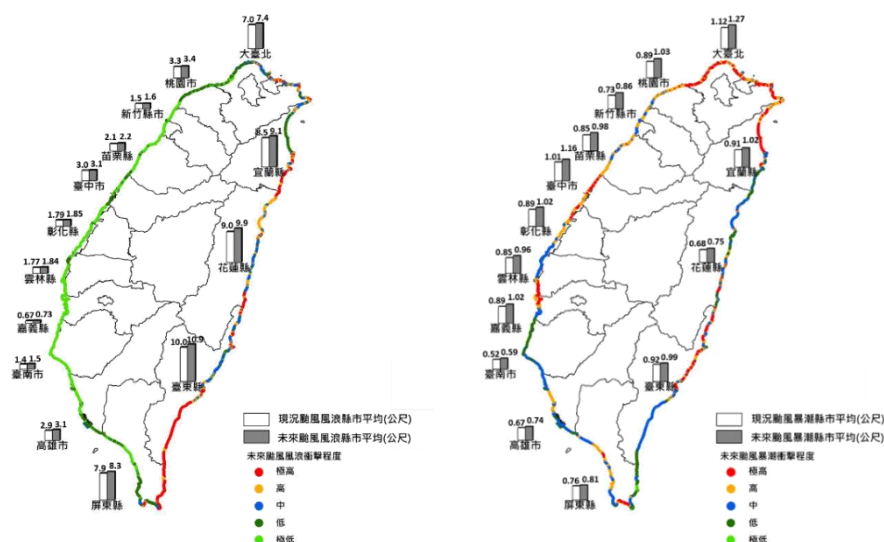 7.0 7.4
大臺北
3.3 3.4
桃園市
1.5 1.6
新竹縣市
2.1 2.2
苗栗縣
3.0 3.1
臺中市
8.5 9.1
宜蘭縣
1.79 1.85
彰化縣
9.0 9.9
花蓮縣
1.77 1.84
雲林縣
0.67 0.73
嘉義縣
10.0 10.9
臺東縣
1.4 1.5
臺南市
2.9 3.1
高雄市
7.9 8.3
屏東縣
現況颱風風浪縣市平均(公尺)
未來颱風風浪縣市平均(公尺)
未來颱風風浪衝擊程度
極高
高
中
低
極低
1.12 1.27
大臺北
0.89 1.03
桃園市
0.73 0.86
新竹縣市
0.85 0.98
苗栗縣
1.01 1.16
臺中市
0.91 1.02
宜蘭縣
0.89 1.02
彰化縣
0.68 0.75
花蓮縣
0.85 0.96
雲林縣
0.89 1.02
嘉義縣
0.92 0.99
臺東縣
0.52 0.59
臺南市
0.67 0.74
高雄市
0.76 0.81
屏東縣
現況颱風暴潮縣市平均(公尺)
未來颱風暴潮縣市平均(公尺)
未來颱風暴潮衝擊程度
極高
高
中
低
極低